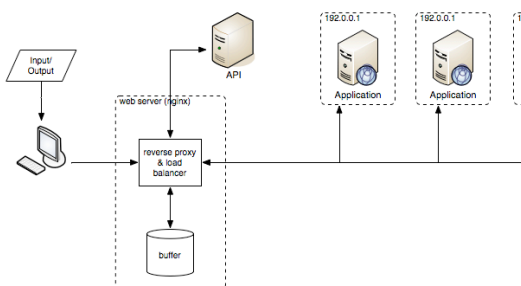 Input/
Output
API
web server (nginx)
reverse proxy
& load
balancer
buffer
192.0.0.1
Application
192.0.0.1
Application